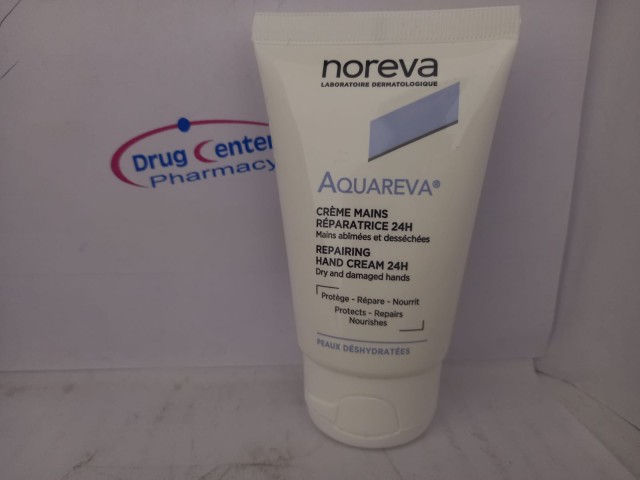 Drug Center
Pharmacy
noreva
LABORATOIRE DERMATOLOGIQUE
AQUAREVA®
CRÈME MAINS
RÉPARATRICE 24H
Mains abîmées et desséchées
REPAIRING
HAND CREAM 24H
Dry and damaged hands
Protège - Répare - Nourrit
Protects - Repairs
Nourishes
PEAUX DÉSHYDRATÉES